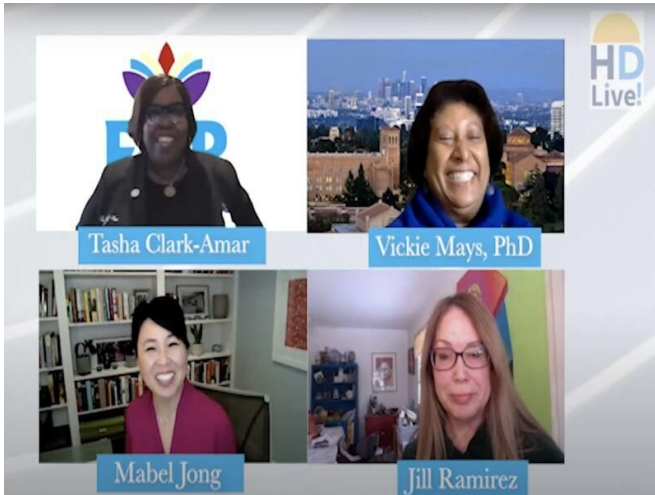 HD
Live!
Tasha Clark-Amar
Vickie Mays, PhD
Mabel Jong
Jill Ramirez